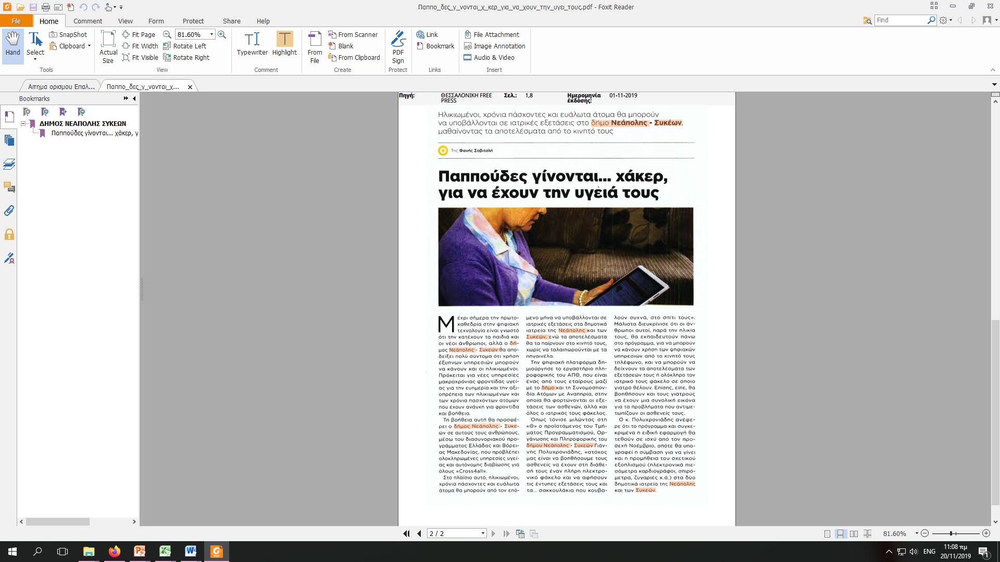 Παππο_δες_γ_νονται_χ_κερ_για_να_χουν_την_υγει_τους.pdf - Foxit Reader
File
Home
Comment
View
Form
Protect
Share
Help
Find
Hand
Select
SnapShot
Clipboard
Tools
Actual Size
Fit Page
Fit Width
Fit Visible
81.60%
Rotate Left
Rotate Right
View
Typewriter
Highlight
Comment
From File
From Scanner
Blank
From Clipboard
Create
PDF Sign
Protect
Link
Bookmark
Links
File Attachment
Image Annotation
Audio & Video
Insert
Αιτημα ορισμου Επαλ...
Παππο_δες_γ_νονται_χ...
Bookmarks
ΔΗΜΟΣ ΝΕΑΠΟΛΗΣ ΣΥΚΕΩΝ
Παππούδες γίνονται... χάκερ, γ
Πηγή: ΘΕΣΣΑΛΟΝΙΚΗ FREE PRESS Σελ.: 1,8 Ημερομηνία έκδοσης: 01-11-2019
Ηλικιωμένοι, χρόνια πάσχοντες και ευάλωτα άτομα θα μπορούν
να υποβάλλονται σε ιατρικές εξετάσεις στο δήμο Νεάπολης - Συκέων,
μαθαίνοντας τα αποτελέσματα από το κινητό τους
Της Φανής Σοβιτσλή
Παππούδες γίνονται... χάκερ,
για να έχουν την υγειά τους
Μέχρι σήμερα την πρωτο-
καθεδρία στην ψηφιακή
τεχνολογία είναι γνωστό
ότι την κατέχουν τα παιδιά και
οι νέοι άνθρωποι, αλλά ο δή-
μος Νεάπολης - Συκεών θα απο-
δείξει πολύ σύντομα ότι χρήση
έξυπνων υπηρεσιών μπορούν
να κάνουν και οι ηλικιωμένοι.
Πρόκειται για νέες υπηρεσίες
μακροχρόνιας φροντίδας υγεί-
ας για την ευημερία και την αξι-
οπρέπεια των ηλικιωμένων και
των χρόνια πασχόντων ατόμων
που έχουν ανάγκη για φροντίδα
και βοήθεια.
Τη βοήθεια αυτή θα προσφέ-
ρει ο δήμος Νεάπολης - Συκε-
ών σε αυτούς τους ανθρώπους,
μέσω του διασυνοριακού προ-
γράμματος Ελλάδας και Βόρει-
ας Μακεδονίας, που προβλέπει
ολοκληρωμένες υπηρεσίες υγεί-
ας και αυτόνομης διαβίωσης για
όλους «Cross4all».
Στο πλαίσιο αυτό, ηλικιωμένοι,
χρόνια πάσχοντες και ευάλωτα
άτομα θα μπορούν από τον επό-
μενο μήνα να υποβάλλονται σε
ιατρικές εξετάσεις στα δημοτικά
ιατρεία της Νεάπολης και των
Συκεών, ενώ τα αποτελέσματα
θα τα παίρνουν στο κινητό τους,
χωρίς να ταλαιπωρούνται με τα
πηγαινέλα.
Την ψηφιακή πλατφόρμα δη-
μιούργησε το εργαστήριο πλη-
ροφορικής του ΑΠΘ, που είναι
ένας από τους εταίρους μαζί
με το δήμο και τη Συνομοσπον-
δία Ατόμων με Αναπηρία, στην
οποία θα φορτώνονται οι εξε-
τάσεις των ασθενών, αλλά και
όλος ο ιατρικός τους φάκελος.
Όπως τόνισε μιλώντας στη
«Θ» ο προϊστάμενος του Τμή-
ματος Προγραμματισμού, Ορ-
γάνωσης και Πληροφορικής του
δήμου Νεάπολης - Συκεών Γιάν-
νης Πολυχρονιάδης, «στόχος
μας είναι να βοηθήσουμε τους
ασθενείς να έχουν στη διάθε-
σή τους έναν πλήρη ηλεκτρο-
νικό φάκελο και να αφήσουν
τις έντυπες εξετάσεις τους και
τα... σακκουλάκια που κουβα-
λούν συχνά, στο σπίτι τους».
Μάλιστα διευκρίνισε ότι οι άν-
θρωποι αυτοί, παρά την ηλικία
τους, θα εκπαιδευτούν πάνω
στο πρόγραμμα, για να μπορούν
να κάνουν χρήση των ψηφιακών
υπηρεσιών από το κινητό τους
τηλέφωνο, και να μπορούν να
δείχνουν τα αποτελέσματα των
εξετάσεών τους ή ολόκληρο τον
ιατρικό τους φάκελο σε όποιο
γιατρό θέλουν. Επίσης, είπε, θα
βοηθήσουν και τους γιατρούς
να έχουν μια συνολική εικόνα
για τα προβλήματα που αντιμε-
τωπίζουν οι ασθενείς τους.
Ο κ. Πολυχρονιάδης ανέφε-
ρε ότι το πρόγραμμα και συγκε-
κριμένα η ειδική εφαρμογή θα
τεθούν σε ισχύ από τον προ-
σεχή Νοέμβριο, οπότε θα υπο-
γραφεί η σύμβαση για να γίνει
και η προμήθεια του σχετικού
εξοπλισμού (ηλεκτρονικά πιε-
σόμετρα καρδιογράφοι, σπιρό-
μετρα, ζυγαριές κ.ά.) στα δύο
δημοτικά ιατρεία της Νεάπολης
και των Συκεών.
2 / 2
81.60%
ENG
11:08 πμ
20/11/2019
1